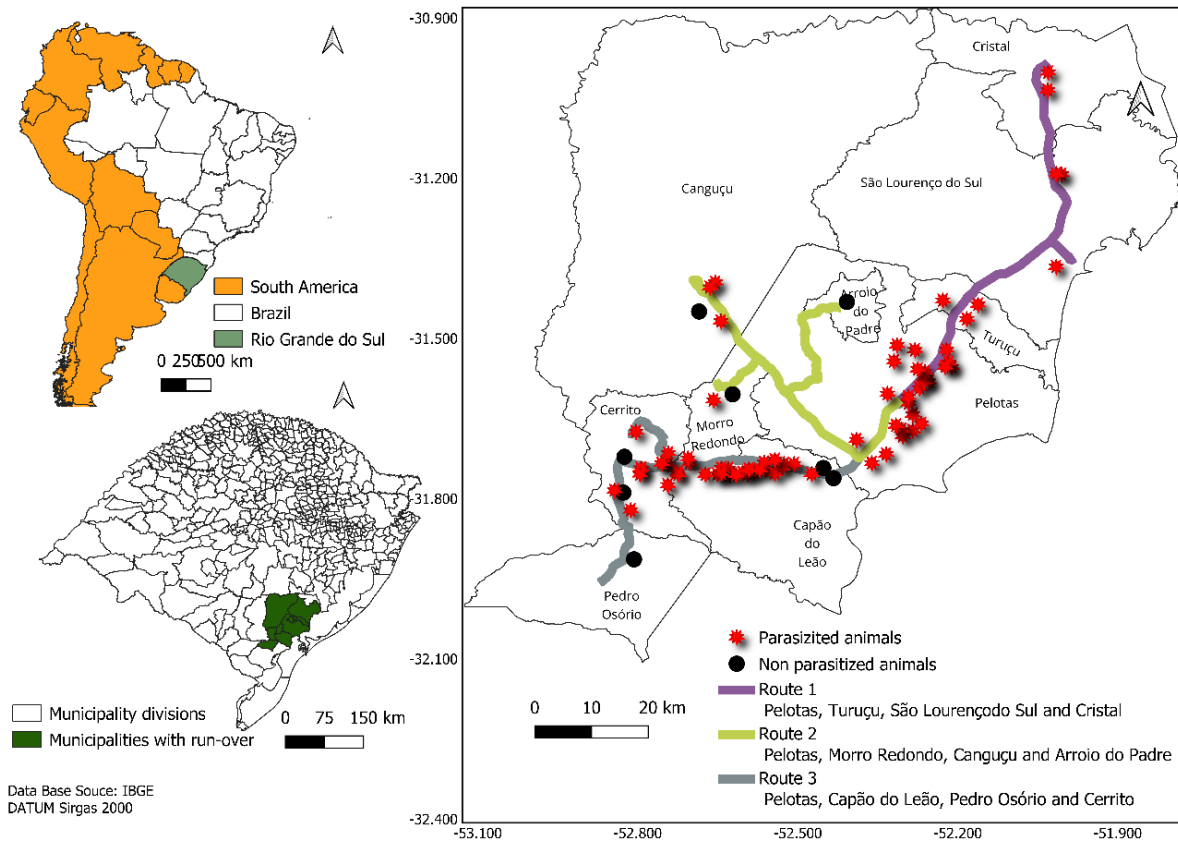 South America
Brazil
Rio Grande do Sul
0 250500 km
Municipality divisions
Municipalities with run-over
0 75 150 km
Data Base Souce: IBGE
DATUM Sirgas 2000
-30.900
-31.200
-31.500
-31.800
-32.100
-32.400
-53.100 -52.800 -52.500 -52.200 -51.900
Cristal
São Lourenço do Sul
Canguçu
Arroio
do
Padre
Turuçu
Pelotas
Cerrito
Morro
Redondo
Capão
do
Leão
Pedro
Osório
Parasizited animals
Non parasitized animals
Route 1
Pelotas, Turuçu, São Lourençodo Sul and Cristal
Route 2
Pelotas, Morro Redondo, Canguçu and Arroio do Padre
Route 3
Pelotas, Capão do Leão, Pedro Osório and Cerrito
0 10 20 km